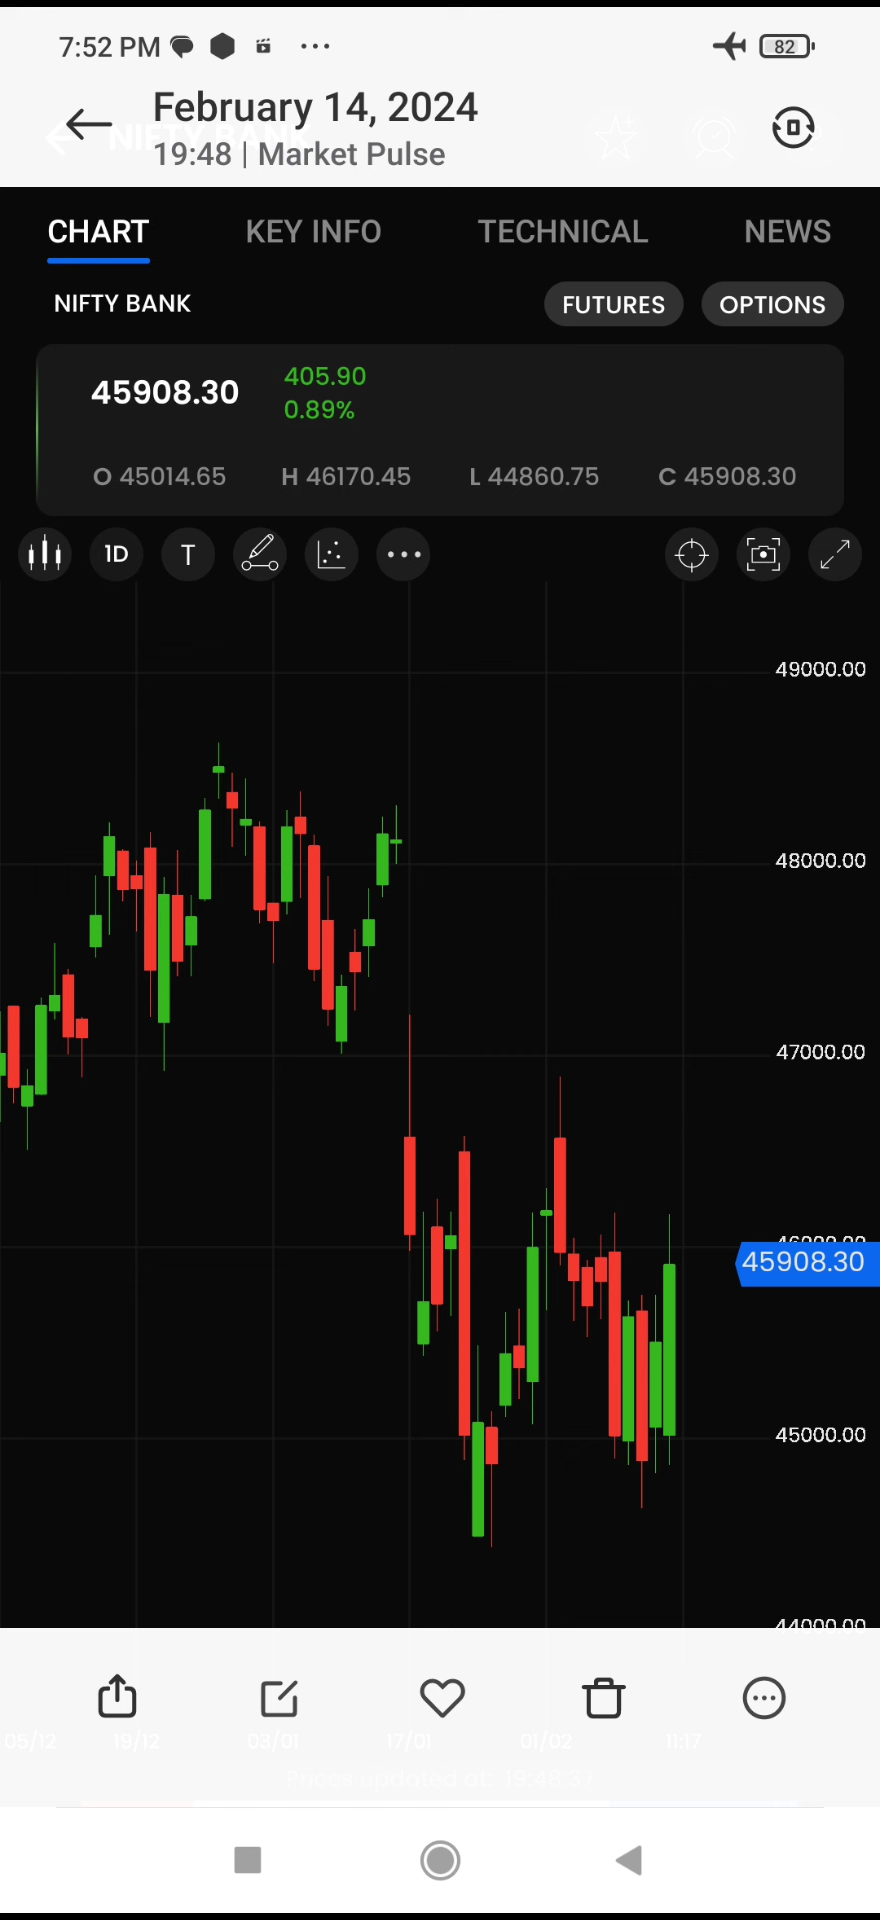 7:52 PM
82
February 14, 2024
NIFTY BANK
19:48 | Market Pulse
CHART KEY INFO TECHNICAL NEWS
NIFTY BANK FUTURES OPTIONS
45908.30 405.90
0.89%
O 45014.65 H 46170.45 L 44860.75 C 45908.30
1D T
49000.00
48000.00
47000.00
46000.00
45908.30
45000.00
44000.00
05/12 19/12 03/01 17/01 01/02 11:17
Prices updated at: 19:48:37